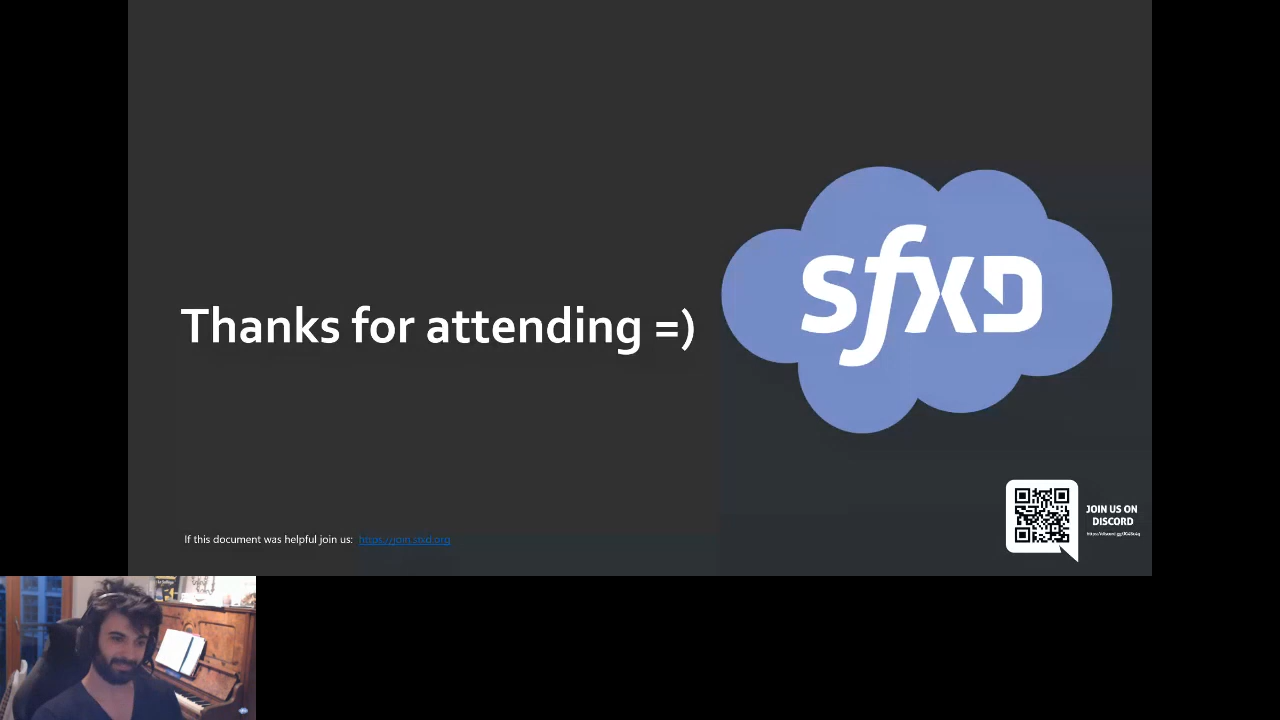 Thanks for attending =)
sfXD
If this document was helpful join us: https://join.sfxd.org
JOIN US ON
DISCORD